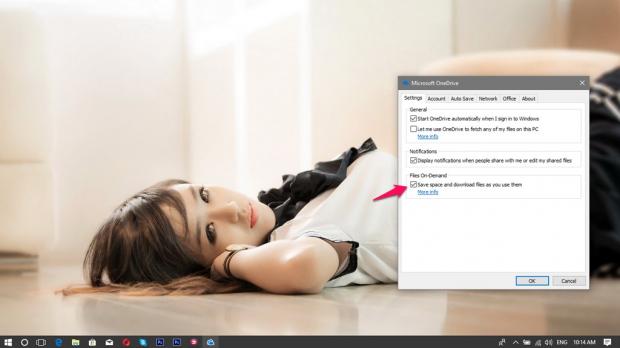 Microsoft OneDrive
Settings Account Auto Save Network Office About
General
Start OneDrive automatically when I sign in to Windows
Let me use OneDrive to fetch any of my files on this PC
More info
Notifications
Display notifications when people share with me or edit my shared files
Files On-Demand
Save space and download files as you use them
More info
OK Cancel
ENG 10:14 AM